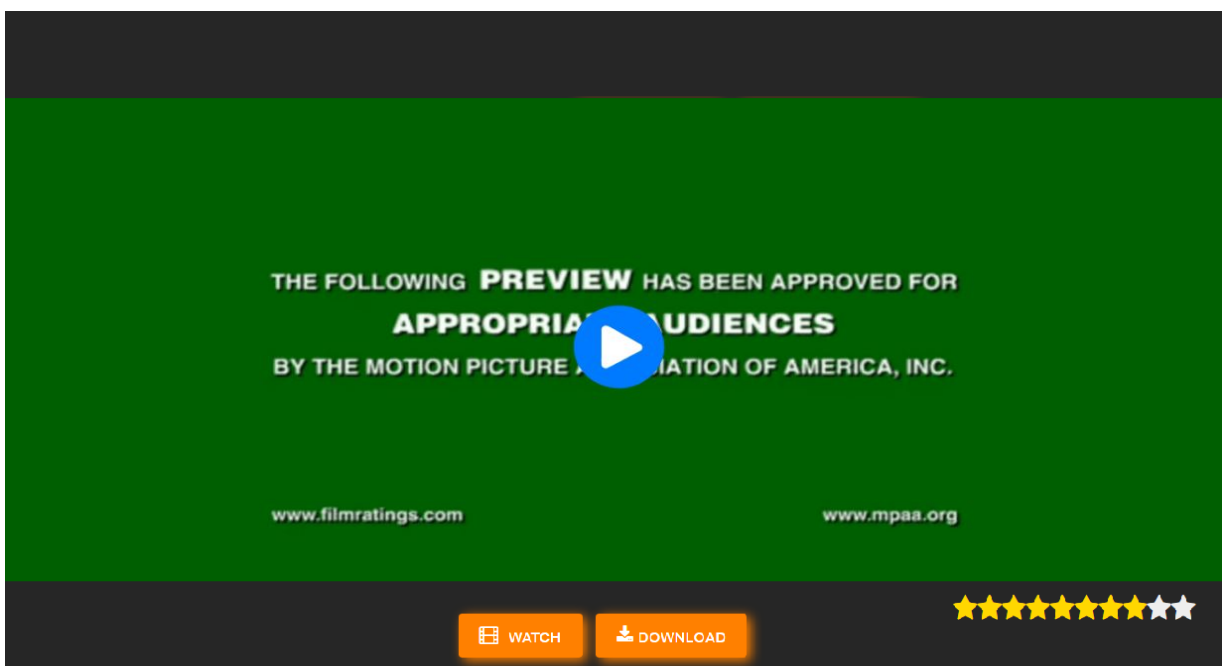 THE FOLLOWING PREVIEW HAS BEEN APPROVED FOR
AUDIENCES
BY THE MOTION PICTURE OF AMERICA, INC.
www.filmratings.com www.mpaa.org
WATCH DOWNLOAD